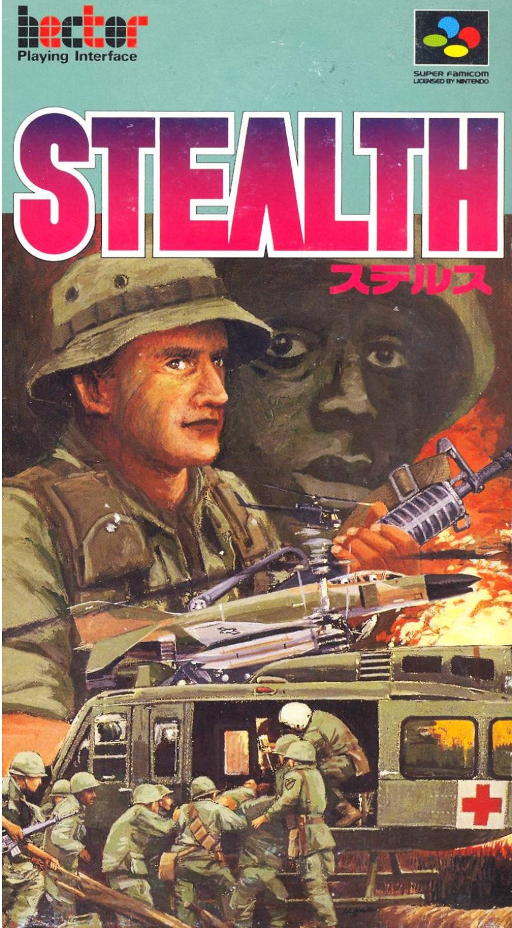 hector
Playing Interface
SUPER FAMICOM
LICENSED BY NINTENDO
STEALTH
ステルス